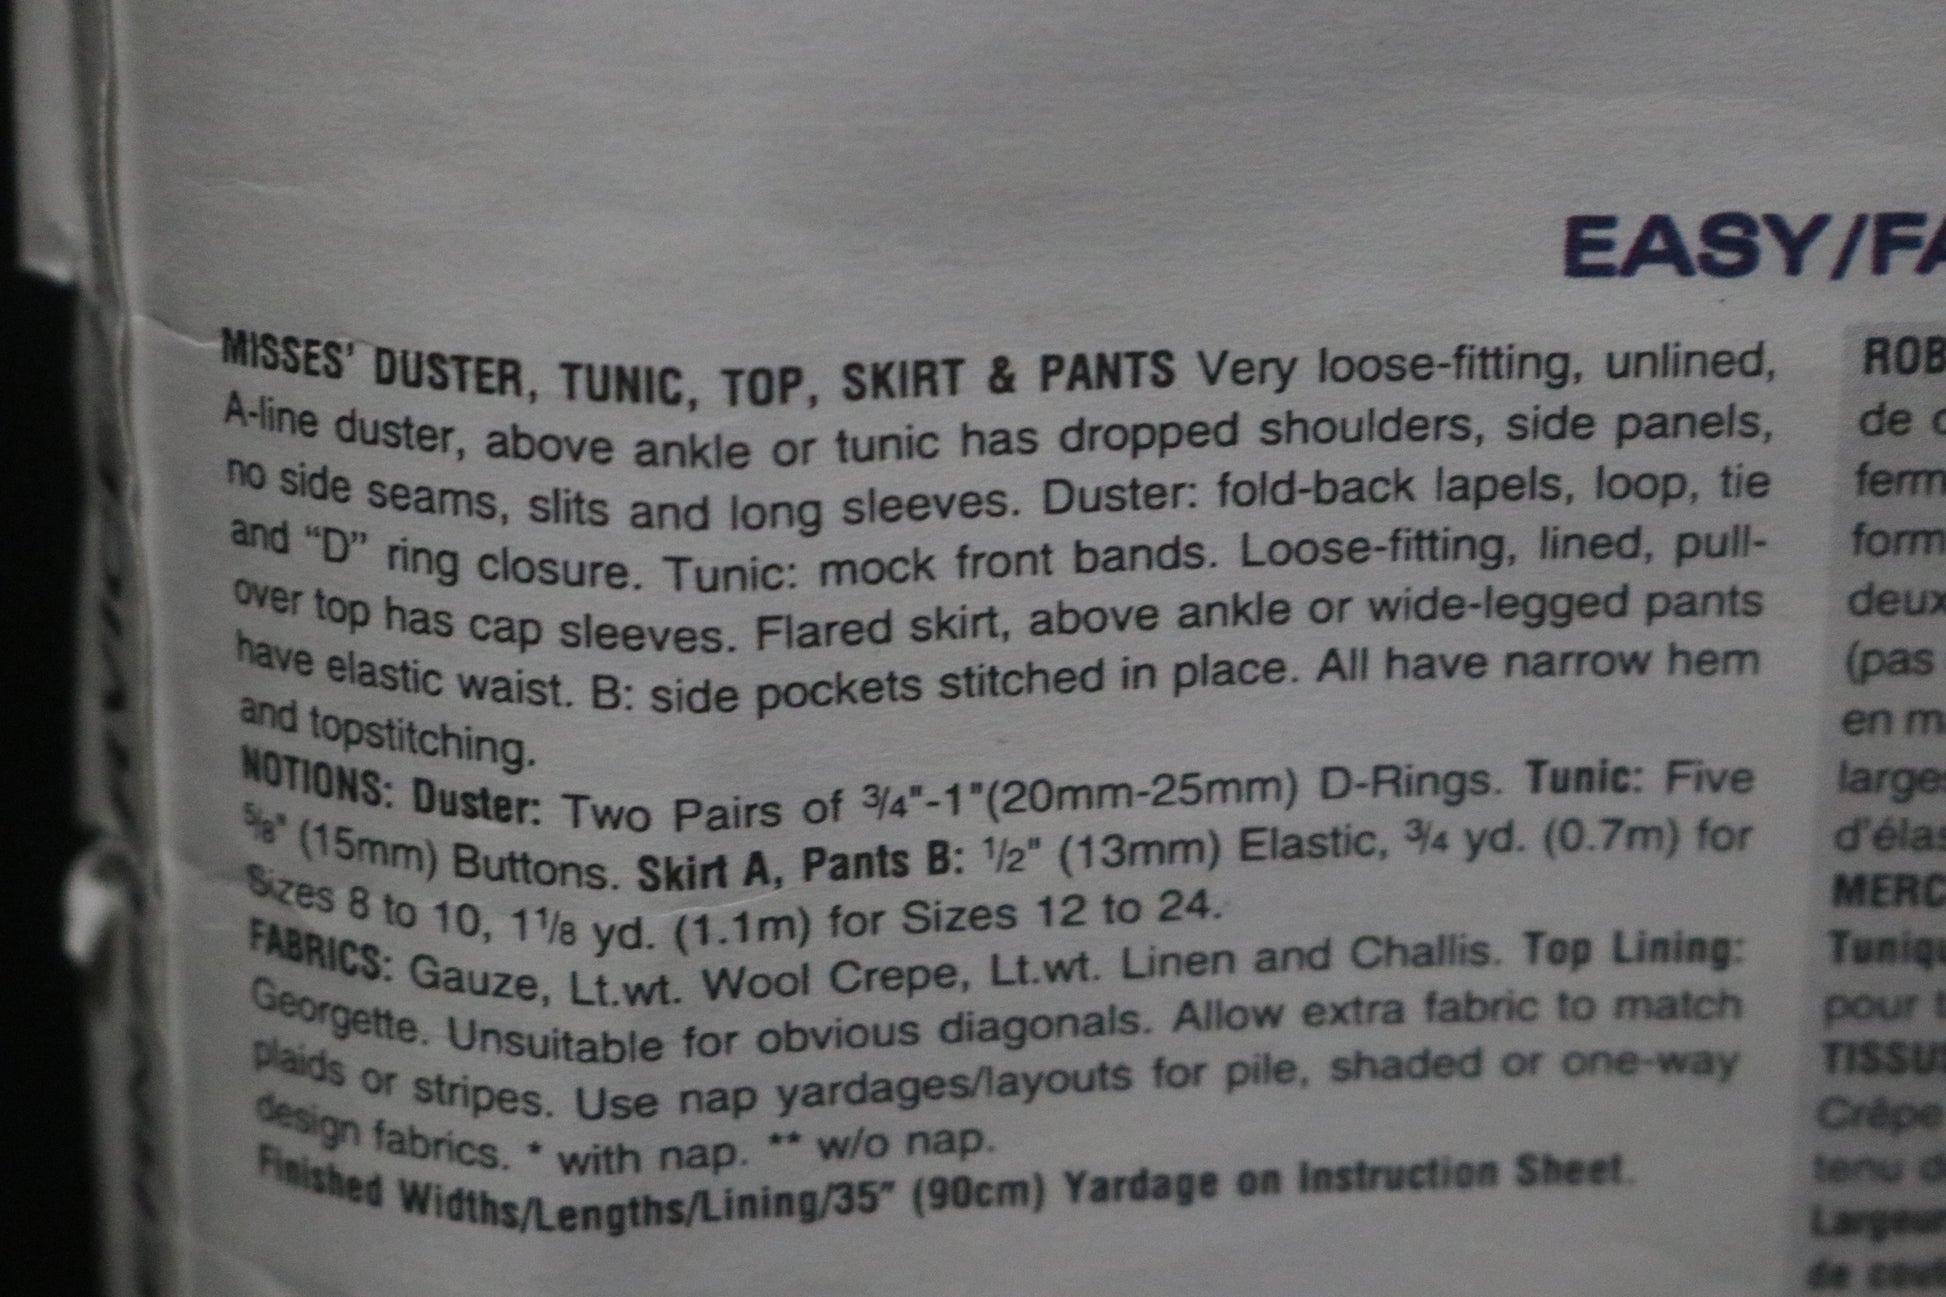 EASY/FA
MISSES' DUSTER, TUNIC, TOP, SKIRT & PANTS Very loose-fitting, unlined,
A-line duster, above ankle or tunic has dropped shoulders, side panels,
no side seams, slits and long sleeves. Duster: fold-back lapels, loop, tie
and "D" ring closure. Tunic: mock front bands. Loose-fitting, lined, pull-
over top has cap sleeves. Flared skirt, above ankle or wide-legged pants
have elastic waist. B: side pockets stitched in place. All have narrow hem
and topstitching.
NOTIONS: Duster: Two Pairs of 3/4"-1"(20mm-25mm) D-Rings. Tunic: Five
5/8" (15mm) Buttons. Skirt A, Pants B: 1/2" (13mm) Elastic, 3/4 yd. (0.7m) for
Sizes 8 to 10, 1 1/8 yd. (1.1m) for Sizes 12 to 24.
FABRICS: Gauze, Lt.wt. Wool Crepe, Lt.wt. Linen and Challis. Top Lining:
Georgette. Unsuitable for obvious diagonals. Allow extra fabric to match
plaids or stripes. Use nap yardages/layouts for pile, shaded or one-way
design fabrics. * with nap. ** w/o nap.
Finished Widths/Lengths/Lining/35" (90cm) Yardage on Instruction Sheet.
ROB
de
ferm
form
deux
(pas
en m
larges
d'élas
MERC
Tuniqu
pour
TISSUS
Crêpe
tenu d
Largeur
de cout